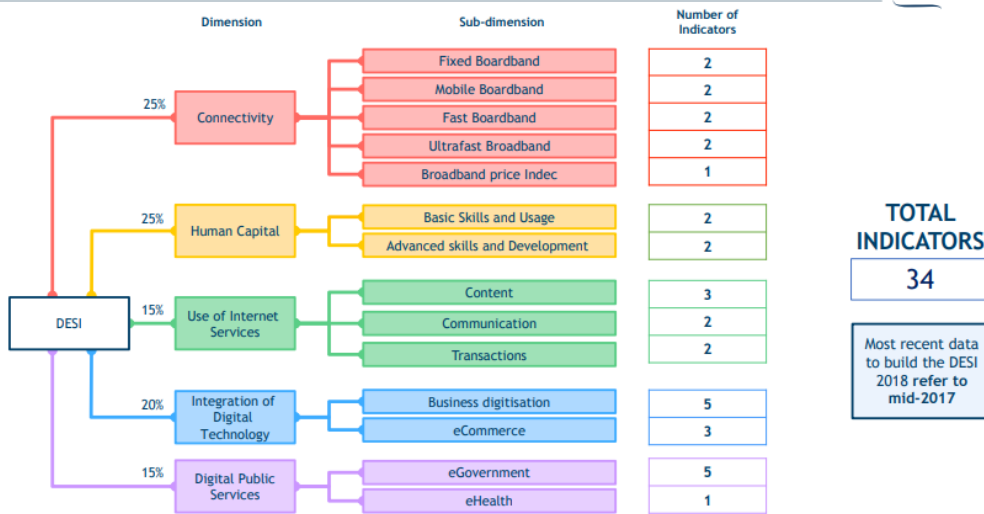 Dimension
Sub-dimension
Number of
Indicators
25%
Connectivity
Fixed Boardband
2
Mobile Boardband
2
Fast Boardband
2
Ultrafast Broadband
2
Broadband price Indec
1
25%
Human Capital
Basic Skills and Usage
2
Advanced skills and Development
2
DESI
15%
Use of Internet
Services
Content
3
Communication
2
Transactions
2
20%
Integration of
Digital
Technology
Business digitisation
5
eCommerce
3
15%
Digital Public
Services
eGovernment
5
eHealth
1
TOTAL
INDICATORS
34
Most recent data
to build the DESI
2018 refer to
mid-2017